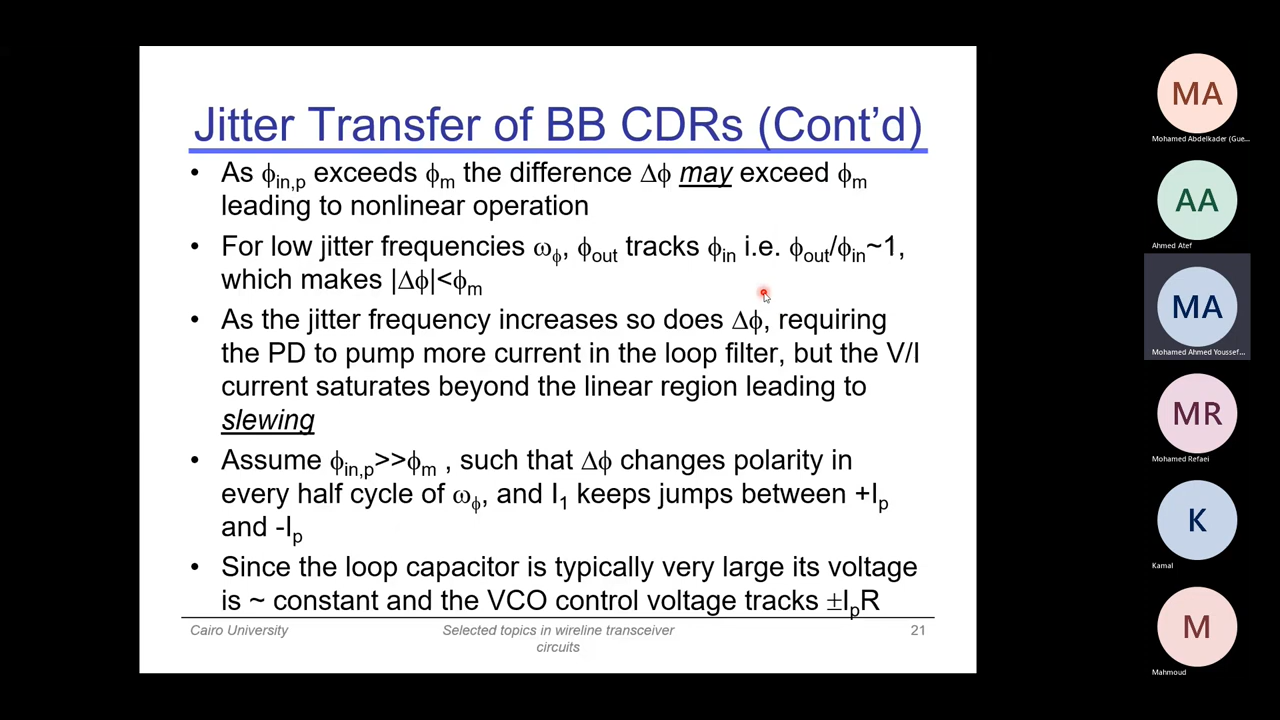 Jitter Transfer of BB CDRs (Cont'd)
• As ϕin,p exceeds ϕm the difference Δϕ may exceed ϕm
leading to nonlinear operation
• For low jitter frequencies ωϕ, ϕout tracks ϕin i.e. ϕout/ϕin~1,
which makes |Δϕ|<ϕm
• As the jitter frequency increases so does Δϕ, requiring
the PD to pump more current in the loop filter, but the V/I
current saturates beyond the linear region leading to
slewing
• Assume ϕin,p>>ϕm , such that Δϕ changes polarity in
every half cycle of ωϕ, and I1 keeps jumps between +Ip
and -Ip
• Since the loop capacitor is typically very large its voltage
is ~ constant and the VCO control voltage tracks ±IpR
Cairo University
Selected topics in wireline transceiver
circuits
21
MA
Mohamed Abdelkader (Gue...
AA
Ahmed Atef
MA
Mohamed Ahmed Youssef...
MR
Mohamed Refaei
K
Kamal
M
Mahmoud